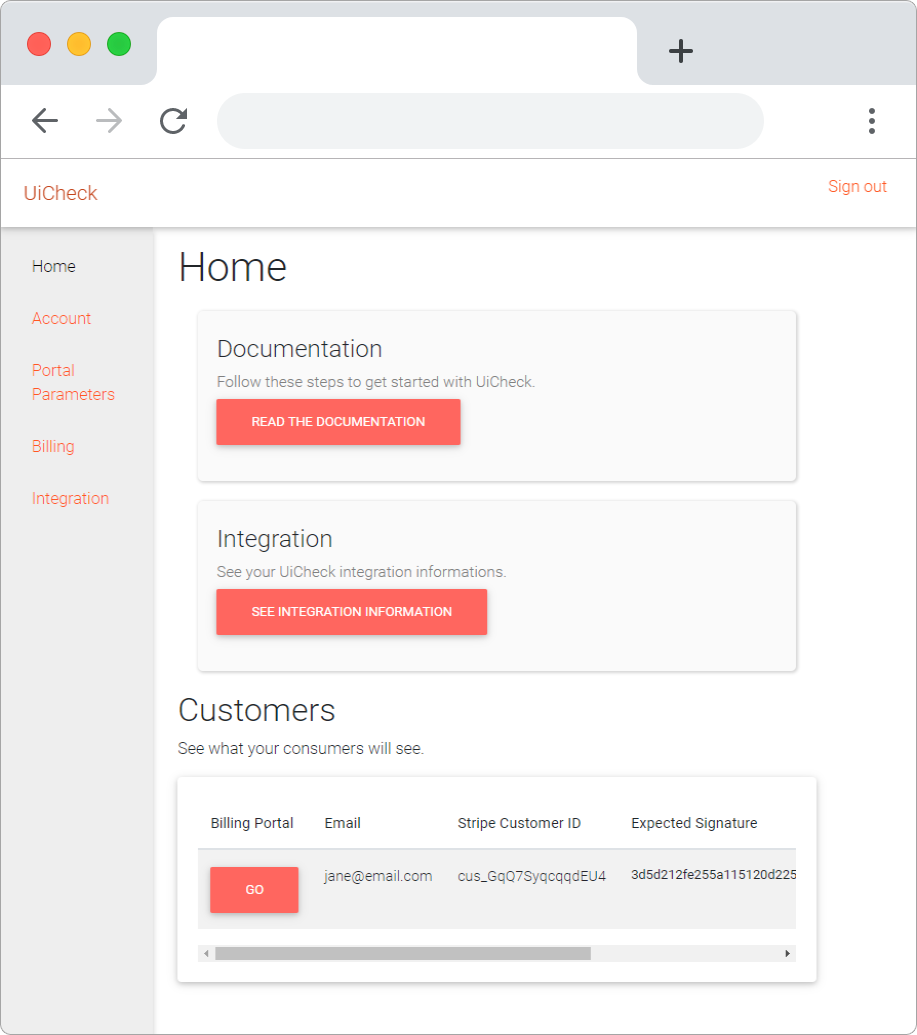 UiCheck
Sign out
Home
Account
Portal
Parameters
Billing
Integration
Home
Documentation
Follow these steps to get started with UiCheck.
READ THE DOCUMENTATION
Integration
See your UiCheck integration informations.
SEE INTEGRATION INFORMATION
Customers
See what your consumers will see.
Billing Portal Email Stripe Customer ID Expected Signature
GO jane@email.com cus_GqQ7SyqcqqdEU4 3d5d212fe255a115120d225